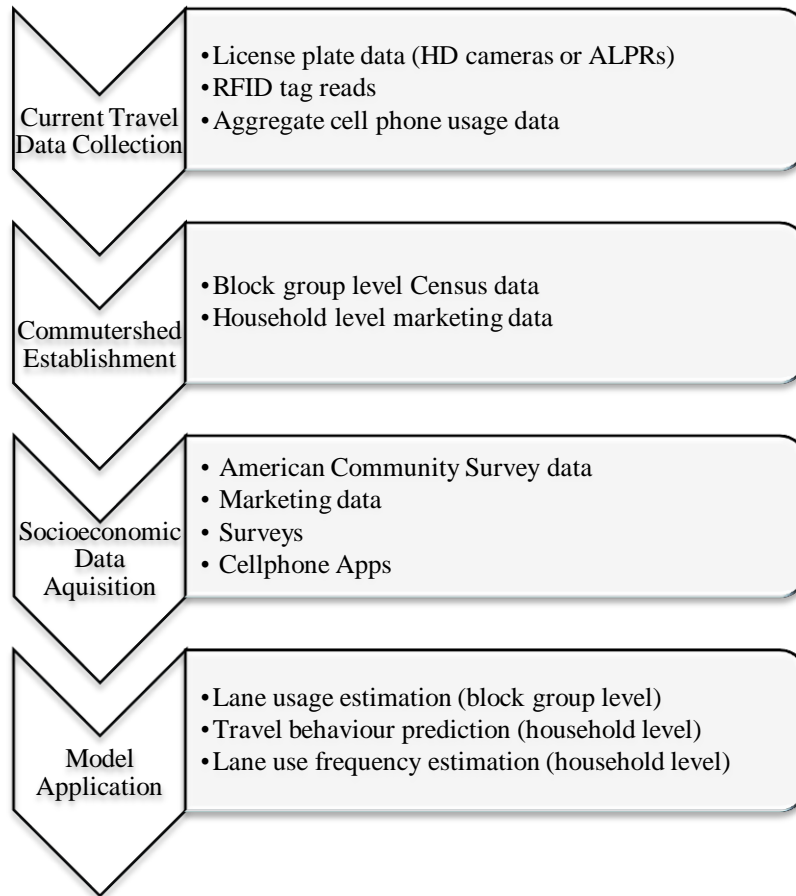 Current Travel
Data Collection
•License plate data (HD cameras or ALPRs)
•RFID tag reads
•Aggregate cell phone usage data
Commutershed
Establishment
•Block group level Census data
•Household level marketing data
Socioeconomic
Data
Aquisition
• American Community Survey data
• Marketing data
• Surveys
• Cellphone Apps
Model
Application
•Lane usage estimation (block group level)
•Travel behaviour prediction (household level)
•Lane use frequency estimation (household level)